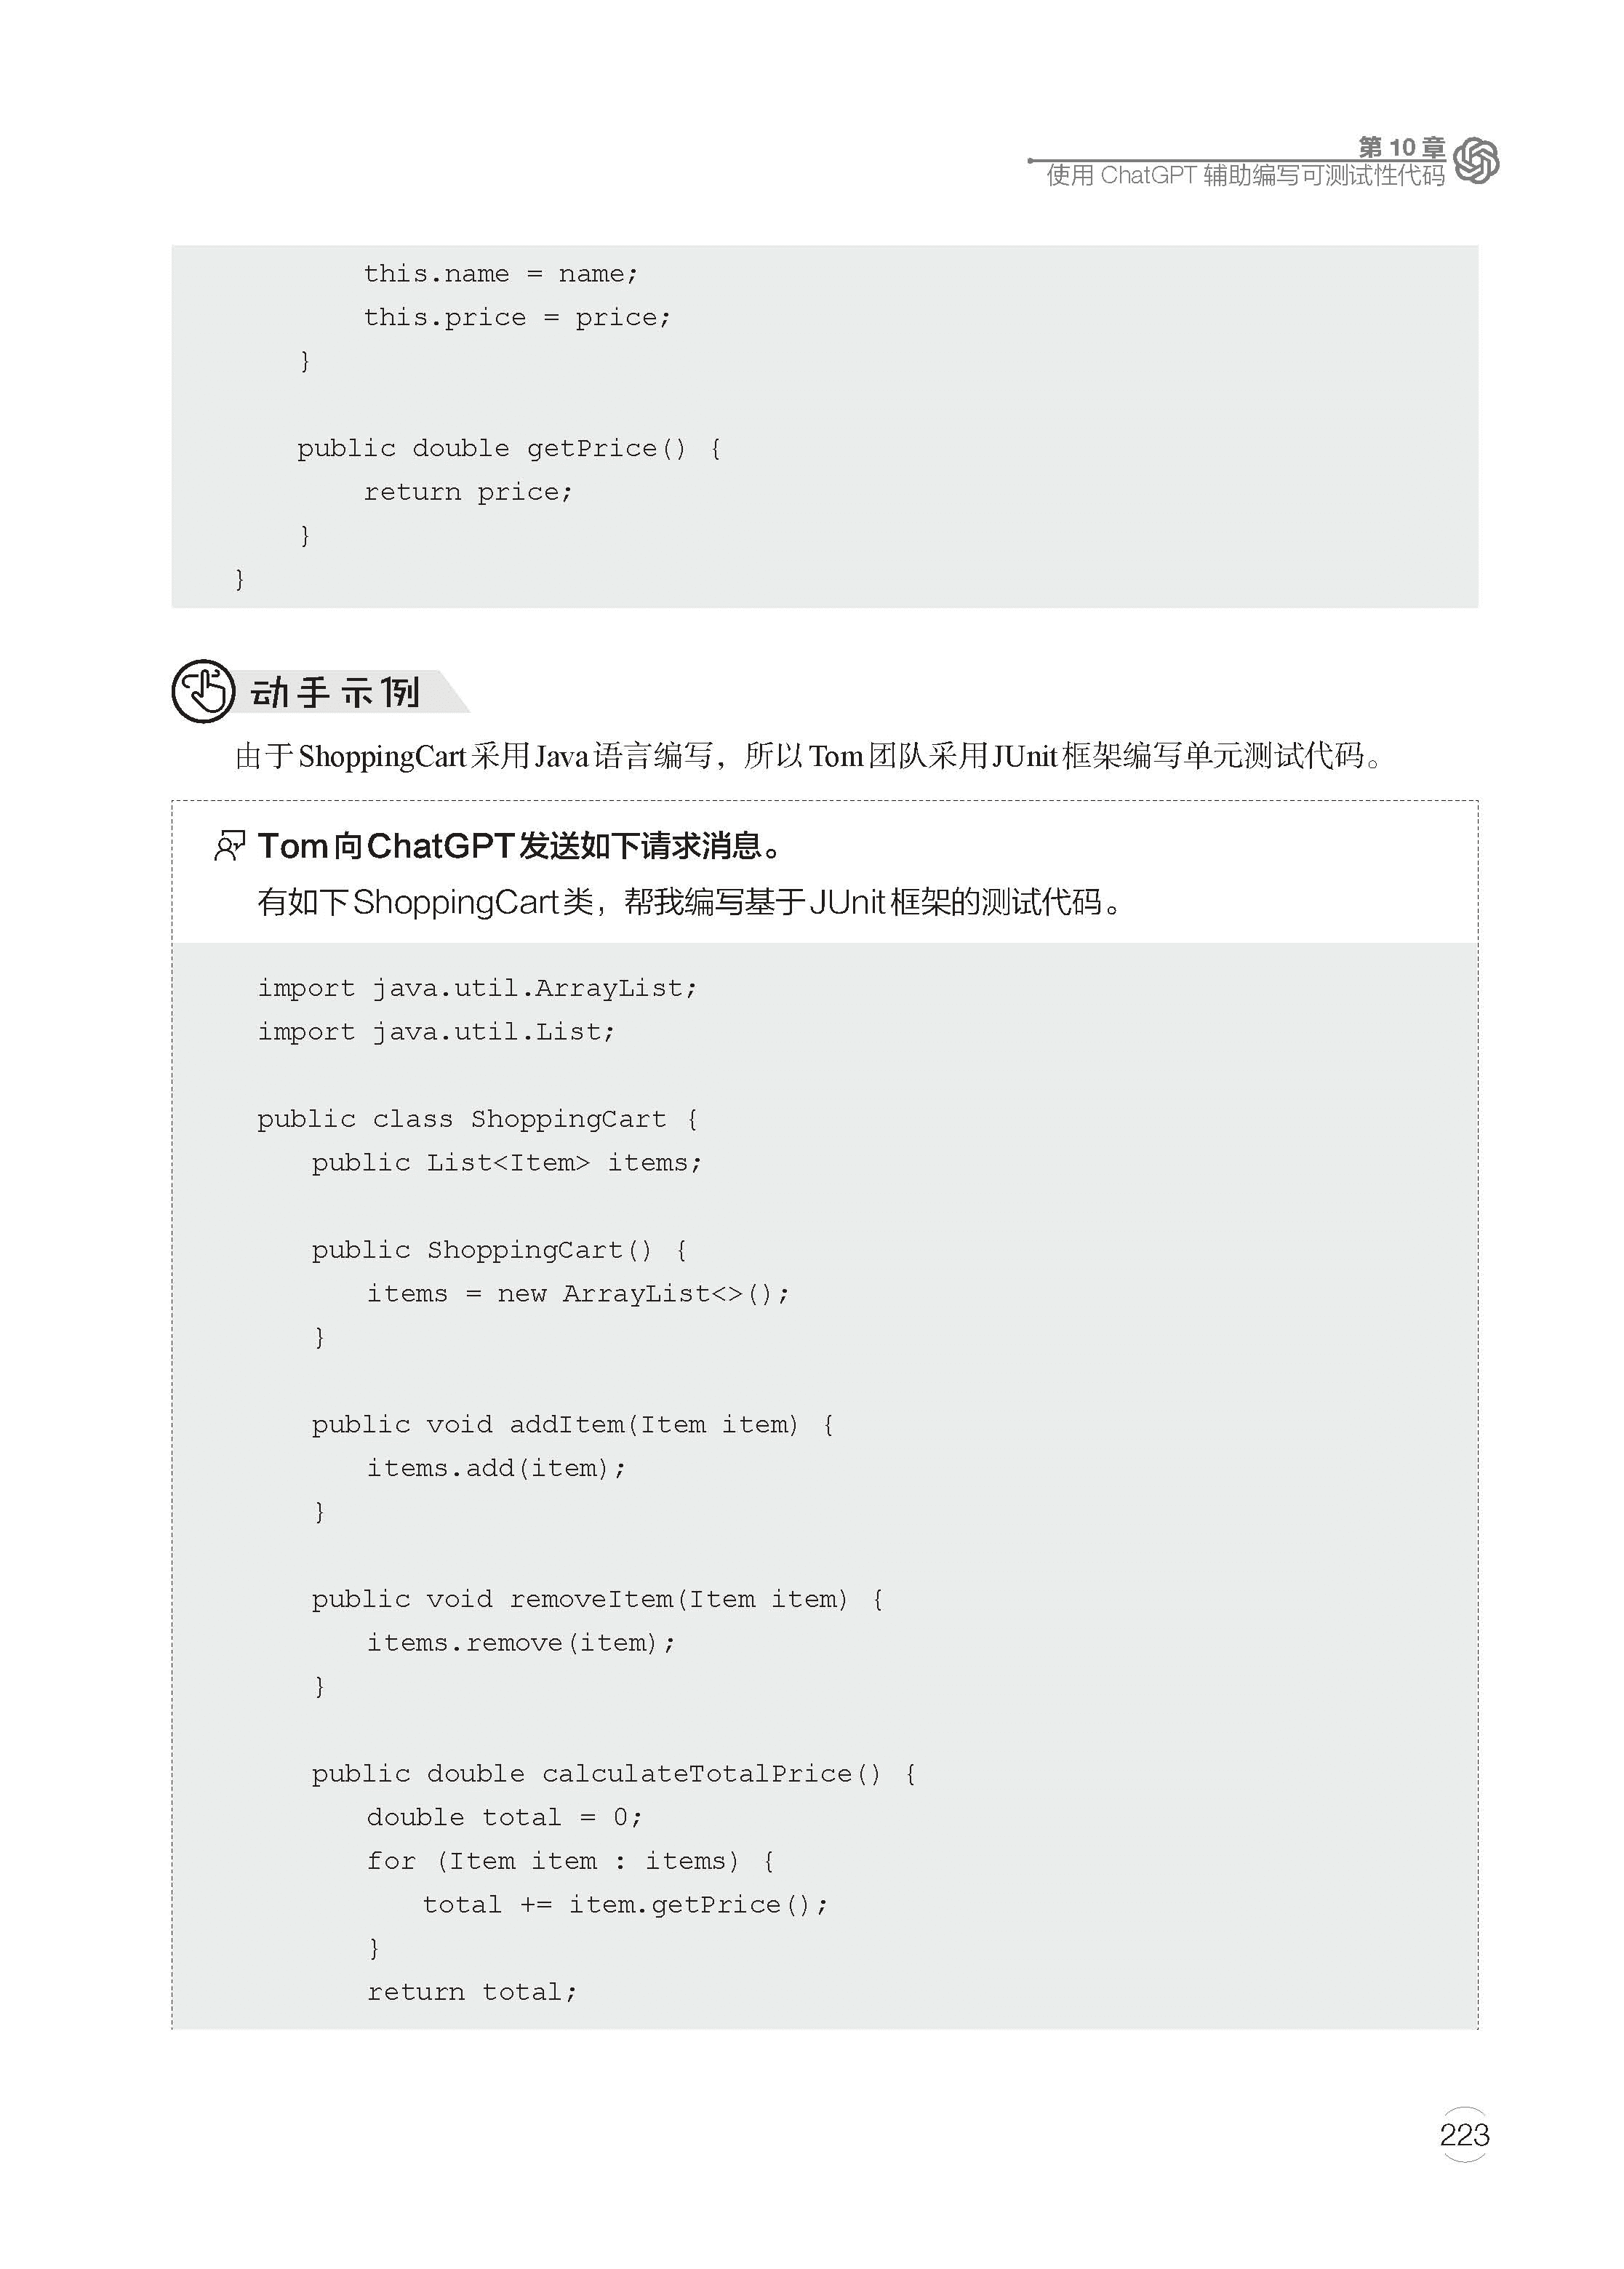 第 10 章
使用 ChatGPT 辅助编写可测试性代码
        this.name = name;
        this.price = price;
    }

    public double getPrice() {
        return price;
    }
}
动手示例
由于ShoppingCart采用Java语言编写，所以Tom团队采用JUnit框架编写单元测试代码。
Tom向ChatGPT发送如下请求消息。
有如下ShoppingCart类，帮我编写基于JUnit框架的测试代码。
import java.util.ArrayList;
import java.util.List;

public class ShoppingCart {
    public List<Item> items;

    public ShoppingCart() {
        items = new ArrayList<>();
    }

    public void addItem(Item item) {
        items.add(item);
    }

    public void removeItem(Item item) {
        items.remove(item);
    }

    public double calculateTotalPrice() {
        double total = 0;
        for (Item item : items) {
            total += item.getPrice();
        }
        return total;
223